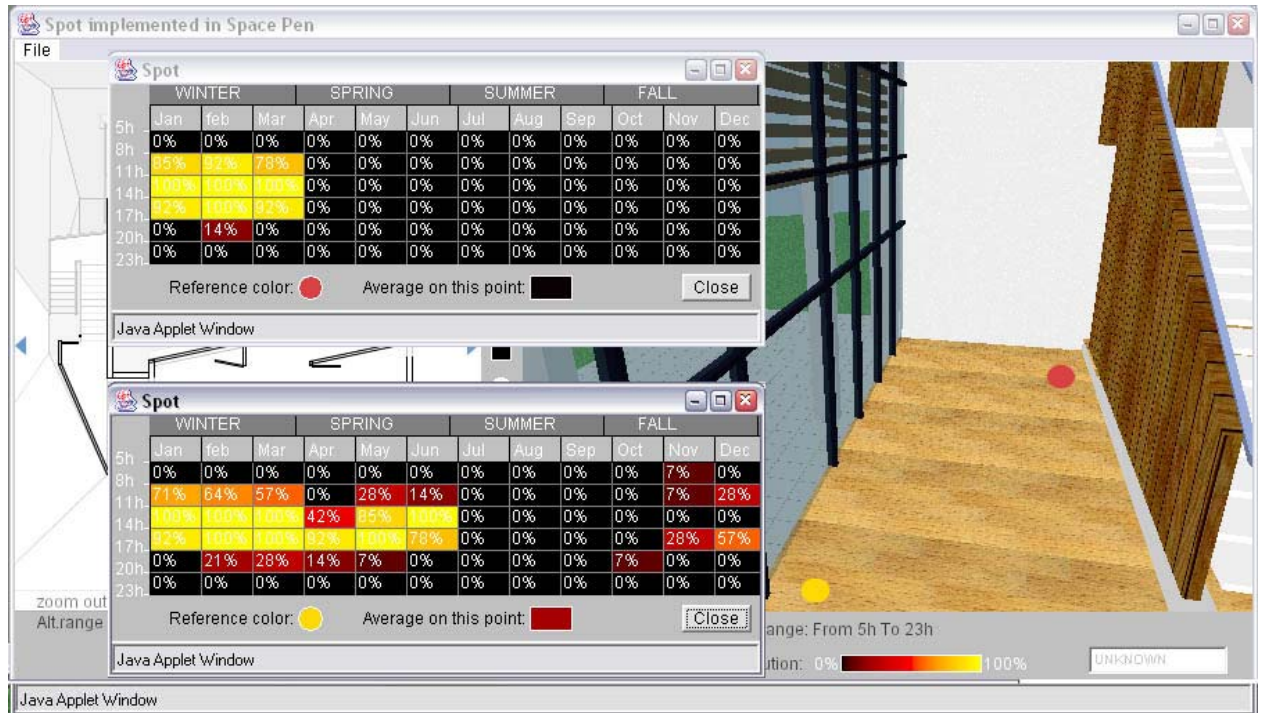 Spot implemented in Space Pen
File
Spot
WINTER SPRING SUMMER FALL
Jan feb Mar Apr May Jun Jul Aug Sep Oct Nov Dec
5h
0% 0% 0% 0% 0% 0% 0% 0% 0% 0% 0% 0%
8h
85% 92% 78% 0% 0% 0% 0% 0% 0% 0% 0% 0%
11h
100% 100% 100% 0% 0% 0% 0% 0% 0% 0% 0% 0%
14h
92% 100% 92% 0% 0% 0% 0% 0% 0% 0% 0% 0%
17h
0% 14% 0% 0% 0% 0% 0% 0% 0% 0% 0% 0%
20h
0% 0% 0% 0% 0% 0% 0% 0% 0% 0% 0% 0%
23h
Reference color: Average on this point: Close
Java Applet Window
Spot
WINTER SPRING SUMMER FALL
Jan feb Mar Apr May Jun Jul Aug Sep Oct Nov Dec
5h
0% 0% 0% 0% 0% 0% 0% 0% 0% 0% 7% 0%
8h
71% 64% 57% 0% 28% 14% 0% 0% 0% 0% 7% 28%
11h
100% 100% 100% 42% 85% 100% 0% 0% 0% 0% 0% 0%
14h
92% 100% 100% 92% 100% 78% 0% 0% 0% 0% 28% 57%
17h
0% 21% 28% 14% 7% 0% 0% 0% 0% 7% 0% 0%
20h
0% 0% 0% 0% 0% 0% 0% 0% 0% 0% 0% 0%
23h
Reference color: Average on this point: Close
Java Applet Window
zoom out
Alt.range
ange: From 5h To 23h
ution: 0% 100% UNKNOWN
Java Applet Window